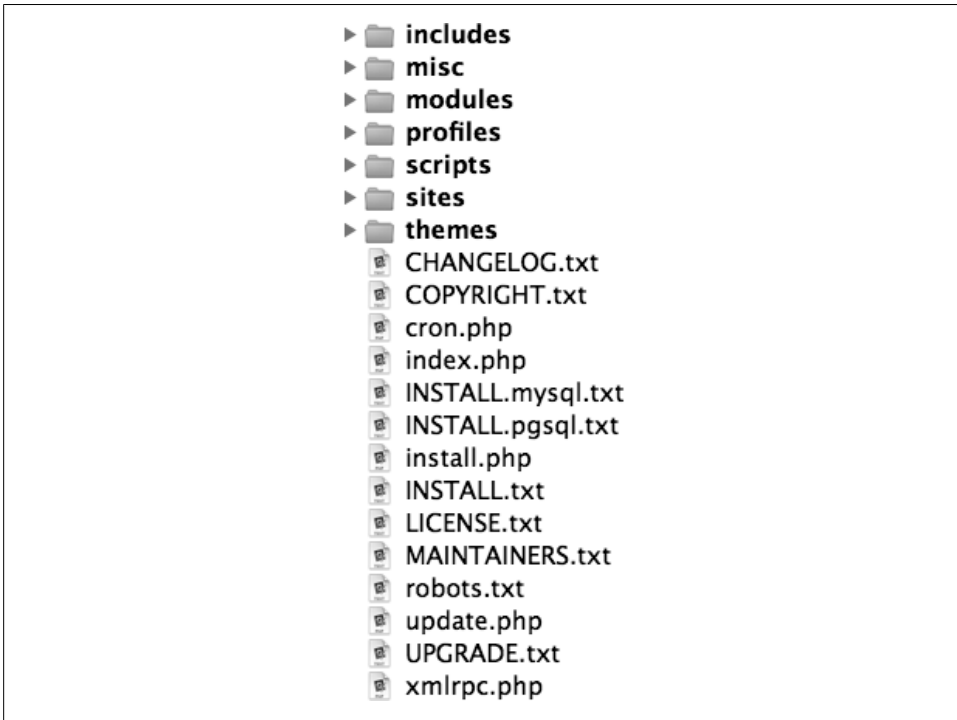 includes
misc
modules
profiles
scripts
sites
themes
CHANGELOG.txt
COPYRIGHT.txt
cron.php
index.php
INSTALL.mysql.txt
INSTALL.pgsql.txt
install.php
INSTALL.txt
LICENSE.txt
MAINTAINERS.txt
robots.txt
update.php
UPGRADE.txt
xmlrpc.php